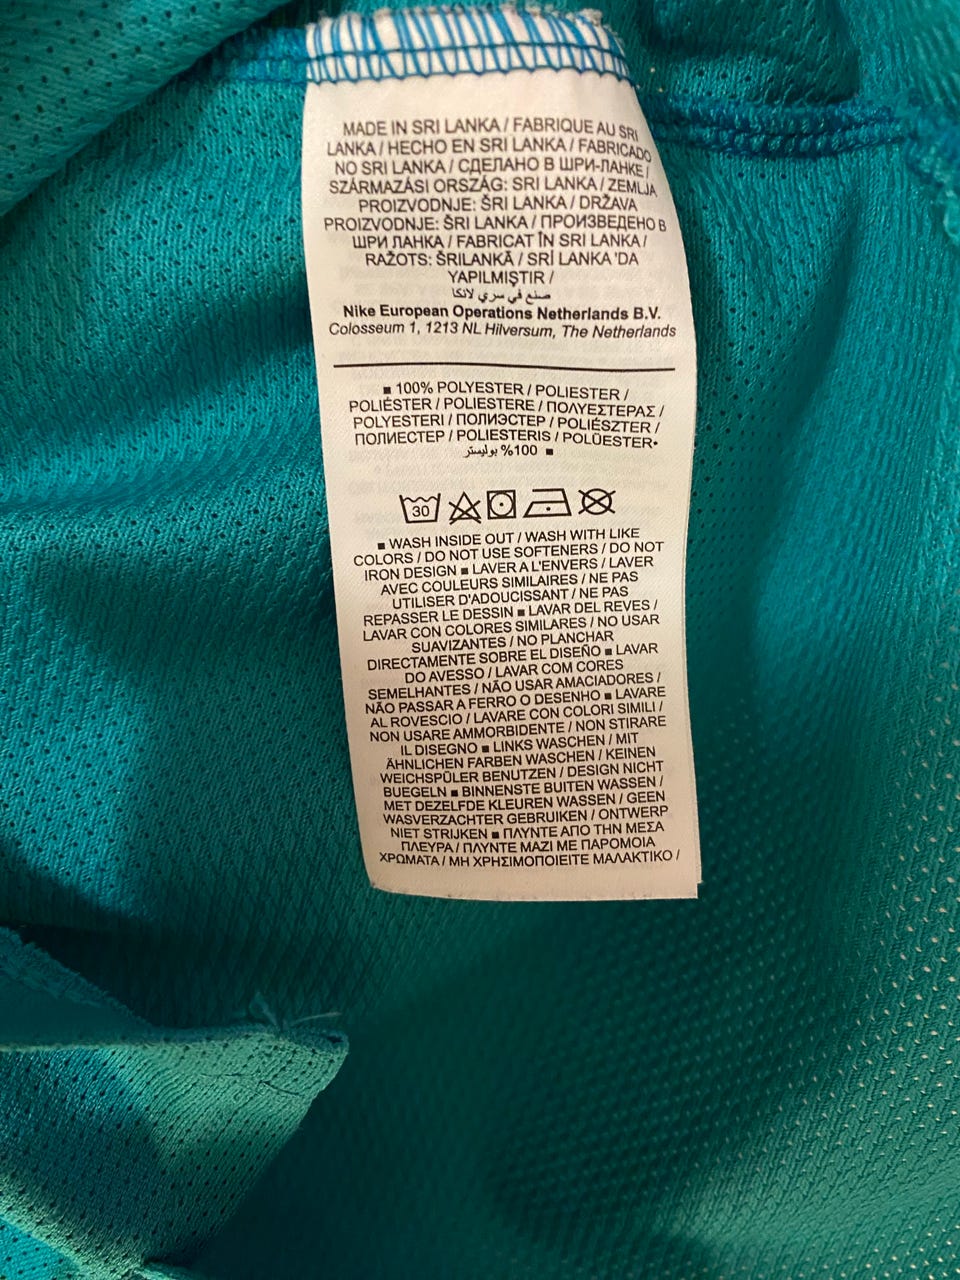 MADE IN SRI LANKA / FABRIQUE AU SRI
LANKA / HECHO EN SRI LANKA / FABRICADO
NO SRI LANKA / СДЕЛАНО В ШРИ-ЛАНКЕ /
SZÁRMAZÁSI ORSZÁG: SRI LANKA / ZEMLJA
PROIZVODNJE: ŠRI LANKA / DRŽAVA
PROIZVODNJE: ŠRI LANKA / ПРОИЗВЕДЕНО В
ШРИ ЛАНКА / FABRICAT ÎN SRI LANKA /
RAŽOTS: ŠRILANKĀ / SRİ LANKA 'DA
YAPILMIŞTIR /
صنع في سري لانكا
Nike European Operations Netherlands B.V.
Colosseum 1, 1213 NL Hilversum, The Netherlands
■ 100% POLYESTER / POLIESTER /
POLIÉSTER / POLIESTERE / ΠΟΛΥΕΣΤΕΡΑΣ /
POLYESTERI / ПОЛИЭСТЕР / POLIÉSZTER /
ПОЛИЕСТЕР / POLIESTERIS / POLÜESTER•
100% بوليستر ■
30
■ WASH INSIDE OUT / WASH WITH LIKE
COLORS / DO NOT USE SOFTENERS / DO NOT
IRON DESIGN ■ LAVER A L'ENVERS / LAVER
AVEC COULEURS SIMILAIRES / NE PAS
UTILISER D'ADOUCISSANT / NE PAS
REPASSER LE DESSIN ■ LAVAR DEL REVES /
LAVAR CON COLORES SIMILARES / NO USAR
SUAVIZANTES / NO PLANCHAR
DIRECTAMENTE SOBRE EL DISEÑO ■ LAVAR
DO AVESSO / LAVAR COM CORES
SEMELHANTES / NÃO USAR AMACIADORES /
NÃO PASSAR A FERRO O DESENHO ■ LAVARE
AL ROVESCIO / LAVARE CON COLORI SIMILI /
NON USARE AMMORBIDENTE / NON STIRARE
IL DISEGNO ■ LINKS WASCHEN / MIT
ÄHNLICHEN FARBEN WASCHEN / KEINEN
WEICHSPÜLER BENUTZEN / DESIGN NICHT
BUEGELN ■ BINNENSTE BUITEN WASSEN /
MET DEZELFDE KLEUREN WASSEN / GEEN
WASVERZACHTER GEBRUIKEN / ONTWERP
NIET STRIJKEN ■ ΠΛΥΝΤΕ ΑΠΟ ΤΗΝ ΜΕΣΑ
ΠΛΕΥΡΑ / ΠΛΥΝΤΕ ΜΑΖΙ ΜΕ ΠΑΡΟΜΟΙΑ
ΧΡΩΜΑΤΑ / ΜΗ ΧΡΗΣΙΜΟΠΟΙΕΙΤΕ ΜΑΛΑΚΤΙΚΟ /